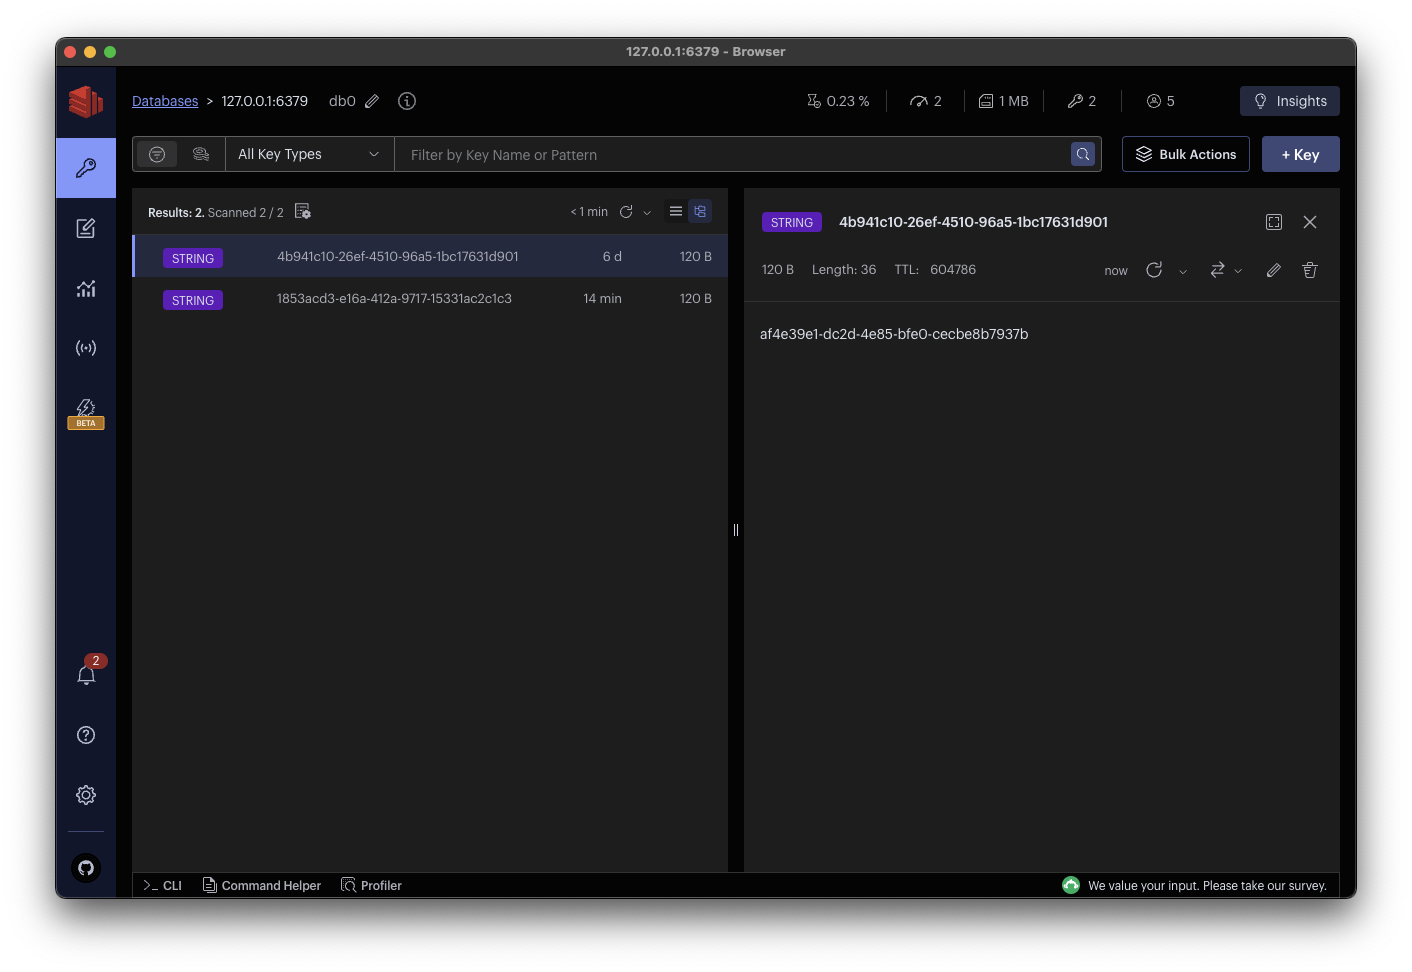 127.0.0.1:6379 - Browser
Databases > 127.0.0.1:6379 db0 0.23 % 2 1 MB 2 5 Insights
All Key Types Filter by Key Name or Pattern Bulk Actions + Key
Results: 2. Scanned 2 / 2 < 1 min
STRING 4b941c10-26ef-4510-96a5-1bc17631d901 6 d 120 B
STRING 1853acd3-e16a-412a-9717-15331ac2c1c3 14 min 120 B
STRING 4b941c10-26ef-4510-96a5-1bc17631d901
120 B Length: 36 TTL: 604786 now
af4e39e1-dc2d-4e85-bfe0-cecbe8b7937b
BETA
2
CLI Command Helper Profiler We value your input. Please take our survey.